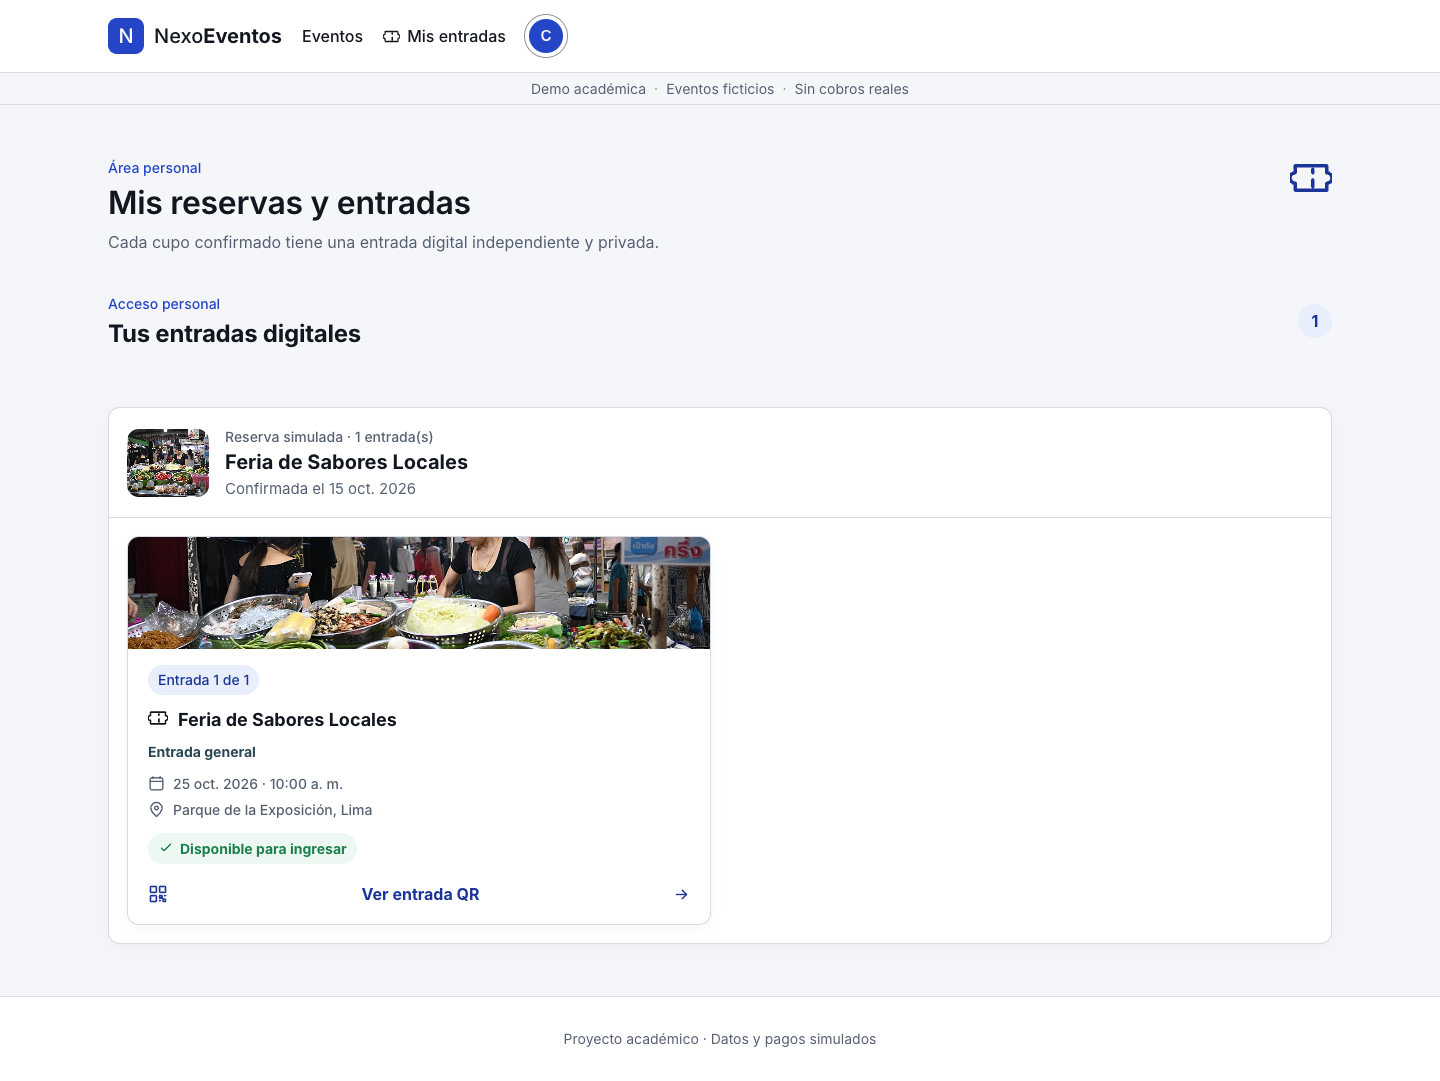 N NexoEventos Eventos Mis entradas C
Demo académica · Eventos ficticios · Sin cobros reales
Área personal
Mis reservas y entradas
Cada cupo confirmado tiene una entrada digital independiente y privada.
Acceso personal
Tus entradas digitales
1
Reserva simulada · 1 entrada(s)
Feria de Sabores Locales
Confirmada el 15 oct. 2026
ครึ่ง
Entrada 1 de 1
Feria de Sabores Locales
Entrada general
25 oct. 2026 · 10:00 a. m.
Parque de la Exposición, Lima
Disponible para ingresar
Ver entrada QR
Proyecto académico · Datos y pagos simulados